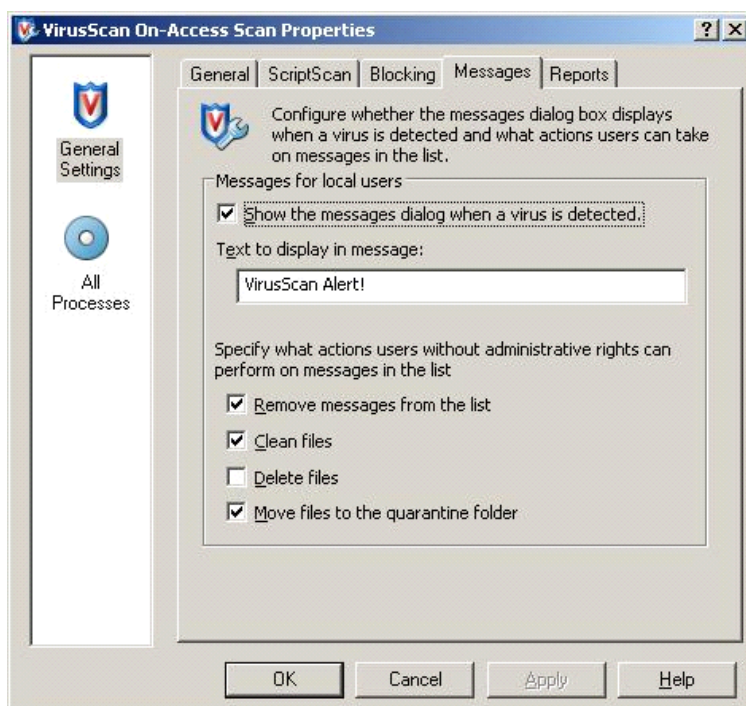 VirusScan On-Access Scan Properties
General
Settings
All
Processes
General ScriptScan Blocking Messages Reports
Configure whether the messages dialog box displays
when a virus is detected and what actions users can take
on messages in the list.
Messages for local users
Show the messages dialog when a virus is detected.
Text to display in message:
VirusScan Alert!
Specify what actions users without administrative rights can
perform on messages in the list
Remove messages from the list
Clean files
Delete files
Move files to the quarantine folder
OK Cancel Apply Help